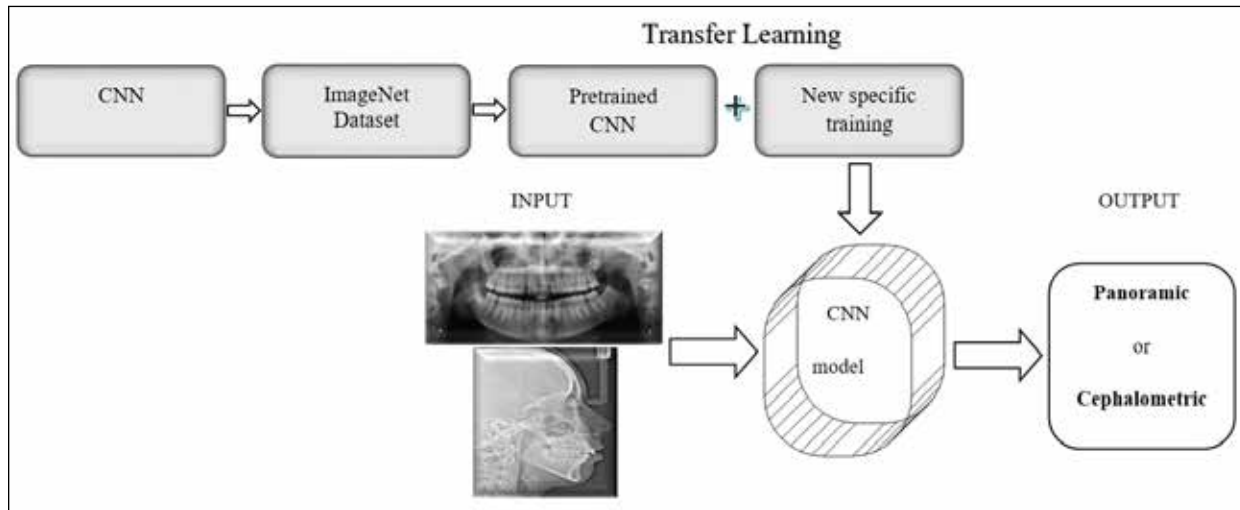 Transfer Learning
CNN
ImageNet
Dataset
Pretrained
CNN
+
New specific
training
INPUT
OUTPUT
CNN
model
Panoramic
or
Cephalometric